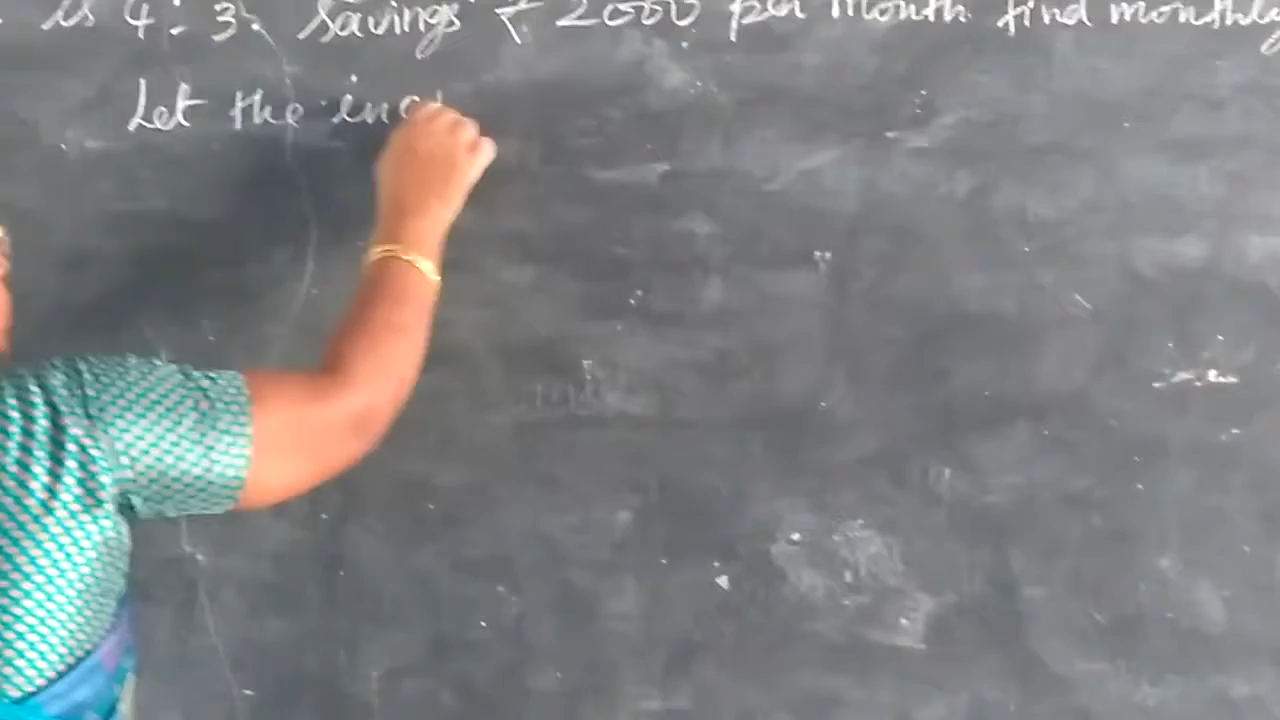 is 4:3. Savings ₹ 2000 per month. find monthly
Let the inc